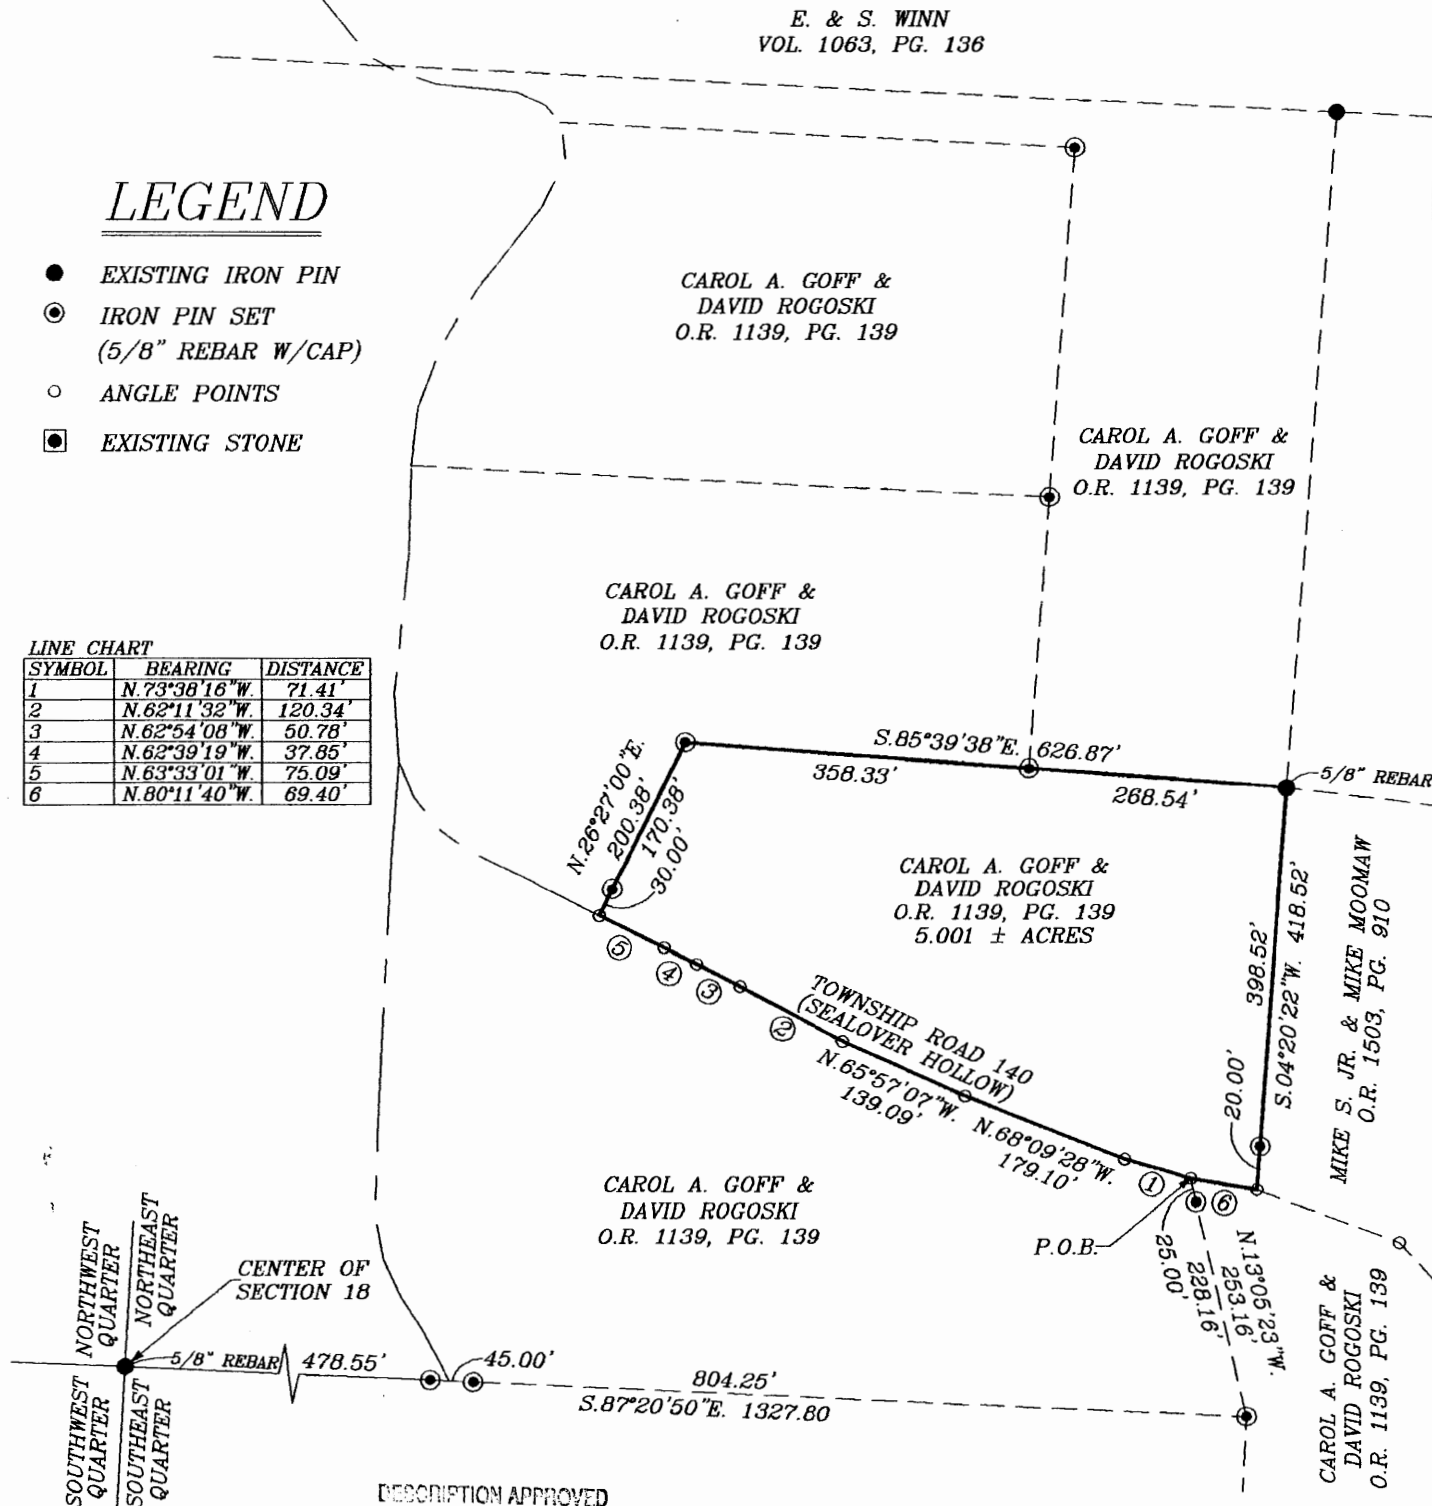 E. & S. WINN
VOL. 1063, PG. 136
LEGEND
EXISTING IRON PIN
IRON PIN SET
(5/8" REBAR W/CAP)
ANGLE POINTS
EXISTING STONE
CAROL A. GOFF &
DAVID ROGOSKI
O.R. 1139, PG. 139
CAROL A. GOFF &
DAVID ROGOSKI
O.R. 1139, PG. 139
CAROL A. GOFF &
DAVID ROGOSKI
O.R. 1139, PG. 139
LINE CHART
SYMBOL BEARING DISTANCE
1 N.73°38'16"W. 71.41'
2 N.62°11'32"W. 120.34'
3 N.62°54'08"W. 50.78'
4 N.62°39'19"W. 37.85'
5 N.63°33'01"W. 75.09'
6 N.80°11'40"W. 69.40'
S.85°39'38"E. 626.87'
358.33'
268.54'
5/8" REBAR
N.26°27'00"E.
200.38'
170.38'
30.00'
CAROL A. GOFF &
DAVID ROGOSKI
O.R. 1139, PG. 139
5.001 ± ACRES
398.52'
S.04°20'22"W. 418.52'
20.00'
MIKE S. JR. & MIKE MOOMAW
O.R. 1503, PG. 910
5
4
3
2
TOWNSHIP ROAD 140
(SEALOVER HOLLOW)
N.65°57'07"W.
139.09'
N.68°09'28"W.
179.10'
1
6
P.O.B.
25.00'
228.16'
253.16'
N.13°05'23"W.
CAROL A. GOFF &
DAVID ROGOSKI
O.R. 1139, PG. 139
CAROL A. GOFF &
DAVID ROGOSKI
O.R. 1139, PG. 139
NORTHWEST
QUARTER
NORTHEAST
QUARTER
CENTER OF
SECTION 18
5/8" REBAR
478.55'
45.00'
804.25'
S.87°20'50"E. 1327.80
SOUTHWEST
QUARTER
SOUTHEAST
QUARTER
DESCRIPTION APPROVED